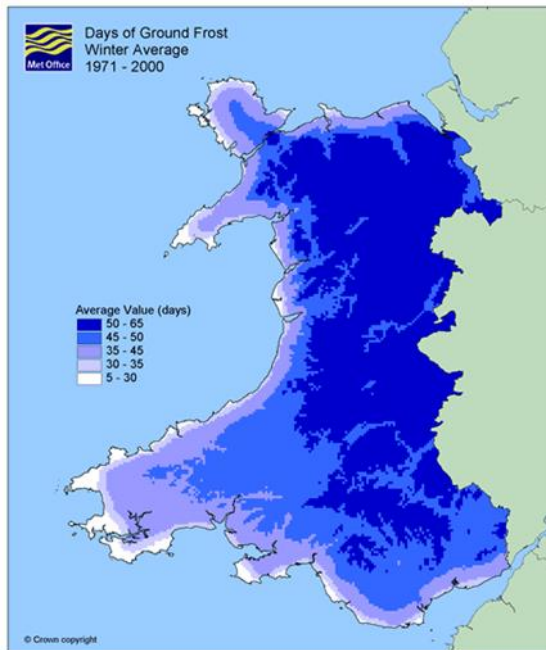 Met Office
Days of Ground Frost
Winter Average
1971 - 2000
Average Value (days)
50 - 65
45 - 50
35 - 45
30 - 35
5 - 30
© Crown copyright